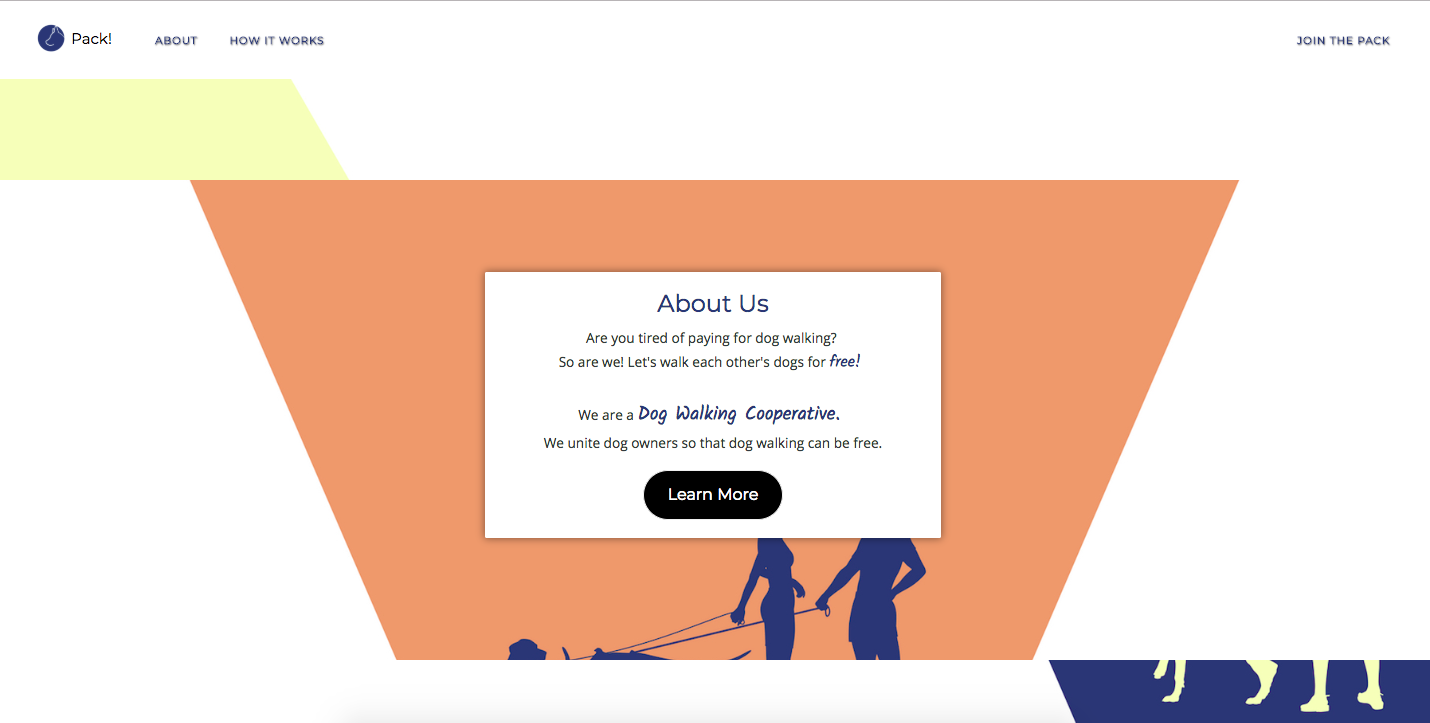 Pack! ABOUT HOW IT WORKS JOIN THE PACK
About Us
Are you tired of paying for dog walking?
So are we! Let's walk each other's dogs for free!
We are a Dog Walking Cooperative.
We unite dog owners so that dog walking can be free.
Learn More